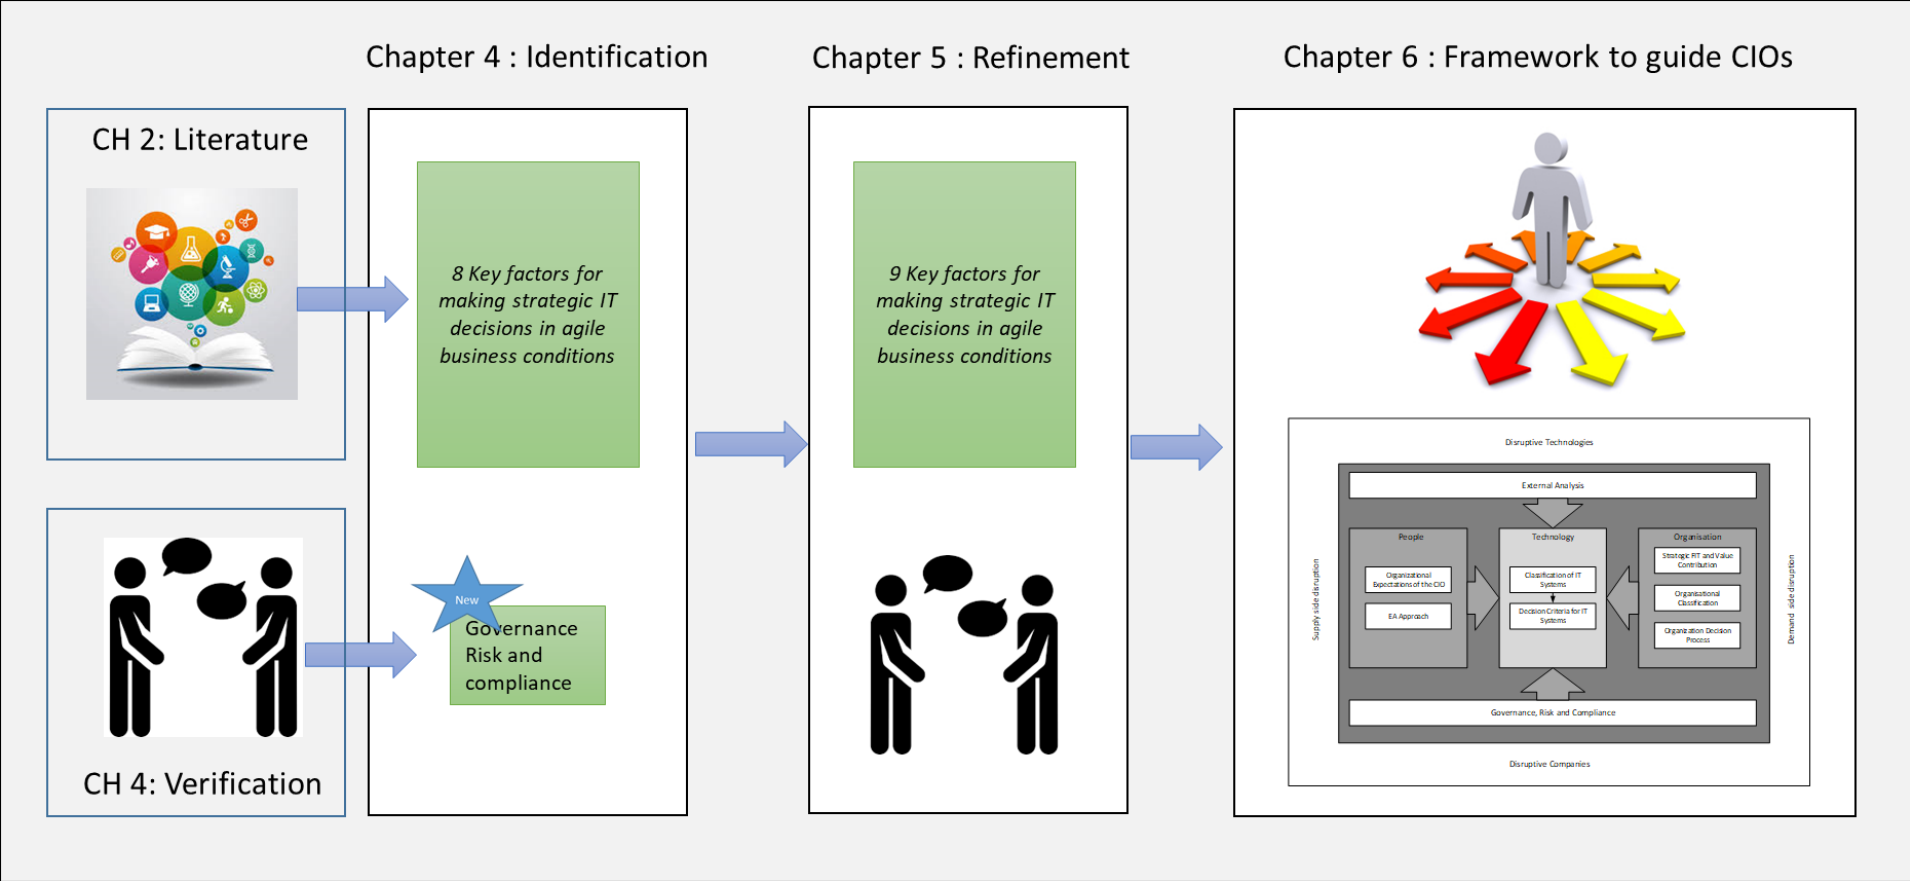 Chapter 4 : Identification
Chapter 5 : Refinement
Chapter 6 : Framework to guide CIOs
CH 2: Literature
8 Key factors for
making strategic IT
decisions in agile
business conditions
9 Key factors for
making strategic IT
decisions in agile
business conditions
New
Governance
Risk and
compliance
CH 4: Verification
Disruptive Technologies
External Analysis
People
Organizational
Expectations of the CIO
EA Approach
Technology
Classification of IT
Systems
Decision Criteria for IT
Systems
Organisation
Strategic FIT and Value
Contribution
Organisational
Classification
Organization Decision
Process
Supply side disruption
Demand side disruption
Governance, Risk and Compliance
Disruptive Companies